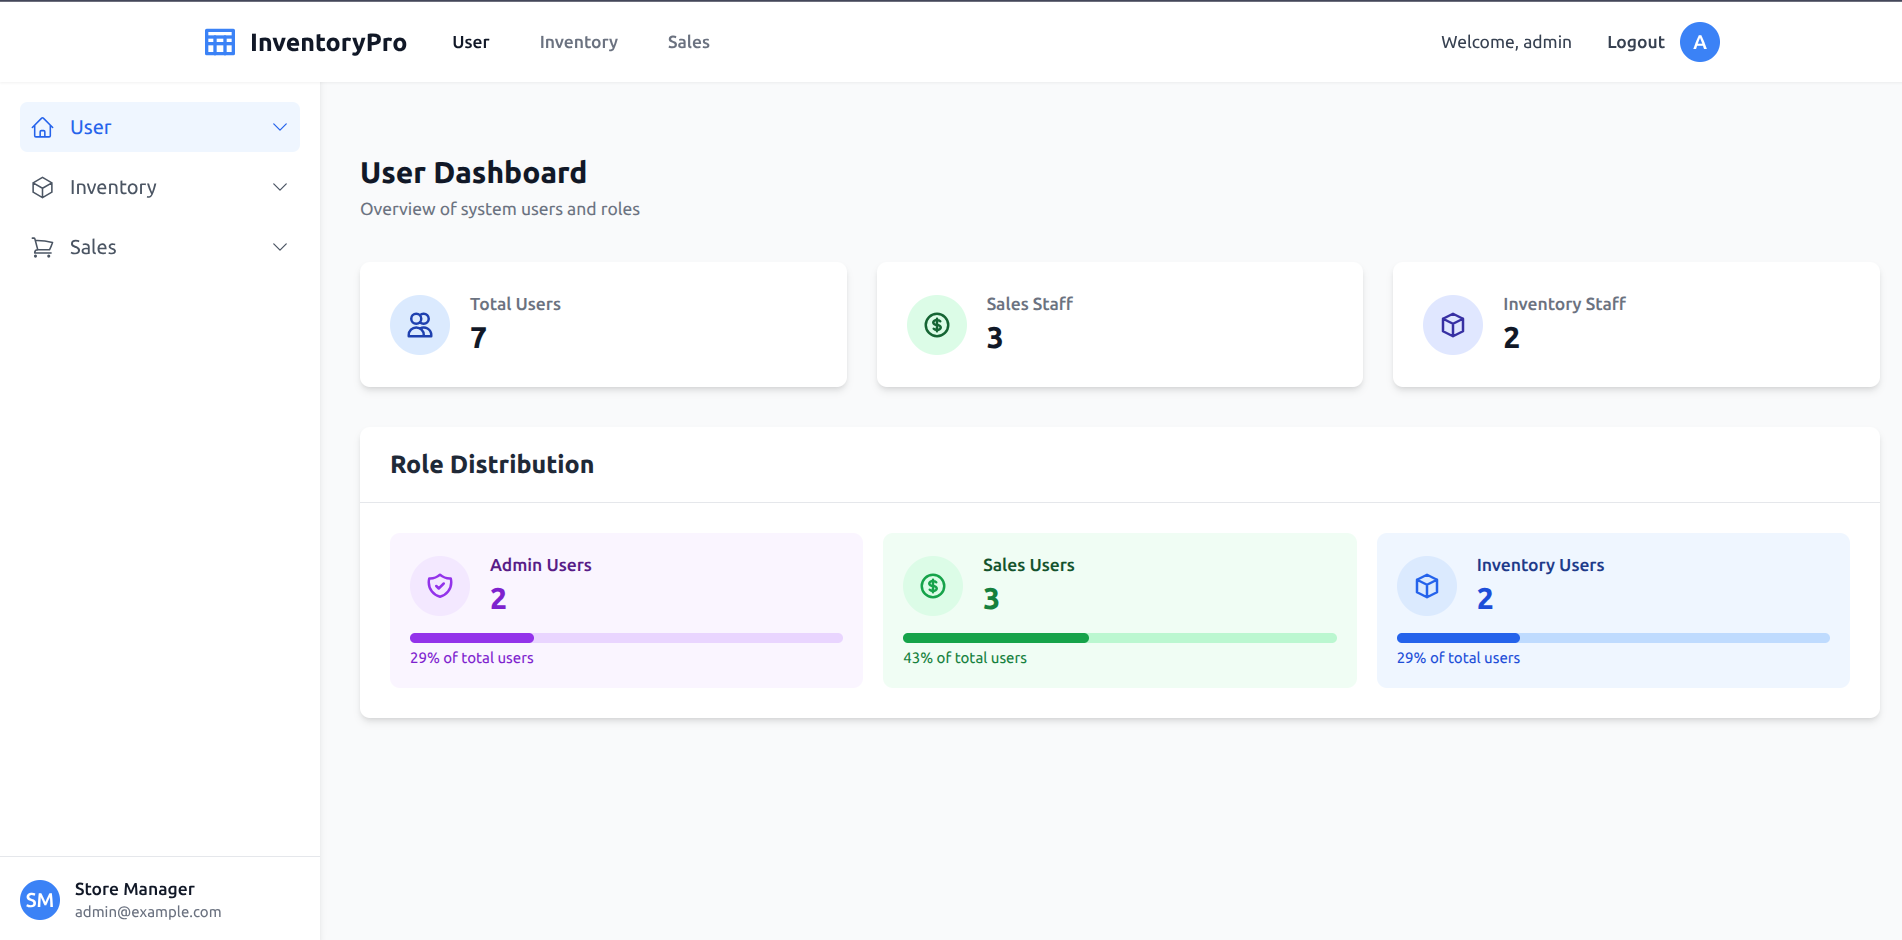 InventoryPro
User
Inventory
Sales
Welcome, admin
Logout
A
User
Inventory
Sales
User Dashboard
Overview of system users and roles
Total Users
7
Sales Staff
3
Inventory Staff
2
Role Distribution
Admin Users
2
29% of total users
Sales Users
3
43% of total users
Inventory Users
2
29% of total users
SM
Store Manager
admin@example.com